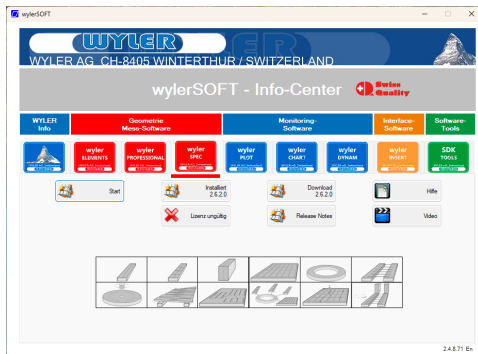 wylerSOFT
WYLER
WYLER AG CH-8405 WINTERTHUR / SWITZERLAND
wylerSOFT - Info-Center
Swiss
Quality
WYLER
Info
Geometrie
Mess-Software
Monitoring-
Software
Interface-
Software
Software-
Tools
wyler
ELEMENTS
wyler
PROFESSIONAL
wyler
SPEC
wyler
PLOT
wyler
CHART
wyler
DYNAM
wyler
INSERT
SDK
TOOLS
Start
Installiert
2.6.2.0
Download
2.6.2.0
Hilfe
Lizenz ungültig
Release Notes
Video
2.4.8.71 En